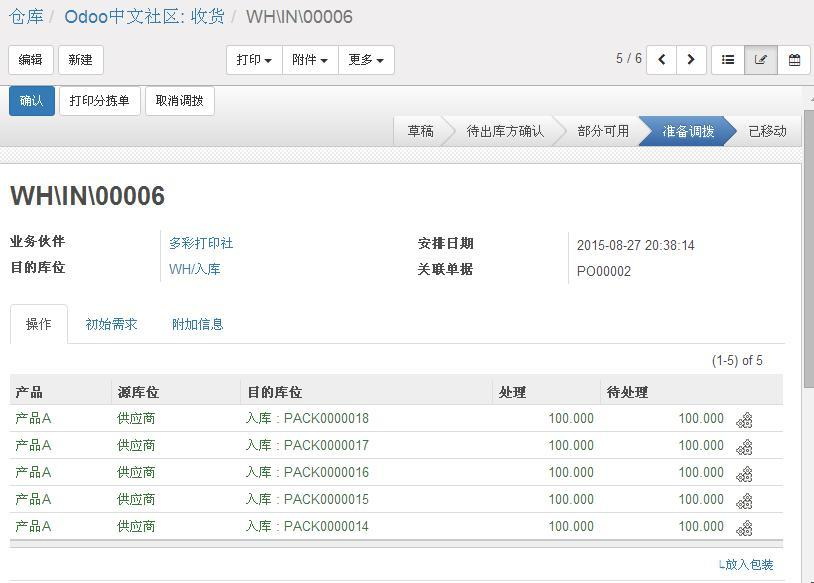 仓库 / Odoo中文社区: 收货 / WH\IN\00006
编辑 新建 打印 附件 更多 5 / 6
确认 打印分拣单 取消调拨
草稿 待出库方确认 部分可用 准备调拨 已移动
WH\IN\00006
业务伙伴 多彩打印社 安排日期 2015-08-27 20:38:14
目的库位 WH/入库 关联单据 PO00002
操作 初始需求 附加信息
(1-5) of 5
产品 源库位 目的库位 处理 待处理
产品A 供应商 入库 : PACK0000018 100.000 100.000
产品A 供应商 入库 : PACK0000017 100.000 100.000
产品A 供应商 入库 : PACK0000016 100.000 100.000
产品A 供应商 入库 : PACK0000015 100.000 100.000
产品A 供应商 入库 : PACK0000014 100.000 100.000
┗放入包装